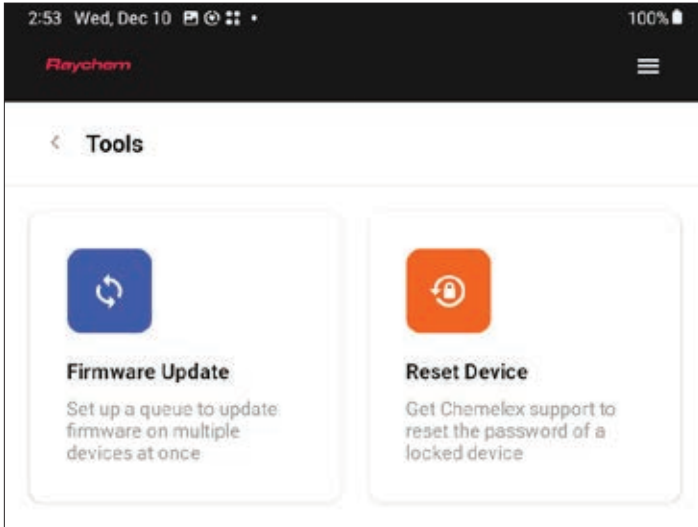 2:53 Wed, Dec 10
100%
Raychem
Tools
Firmware Update
Set up a queue to update
firmware on multiple
devices at once
Reset Device
Get Chemelex support to
reset the password of a
locked device